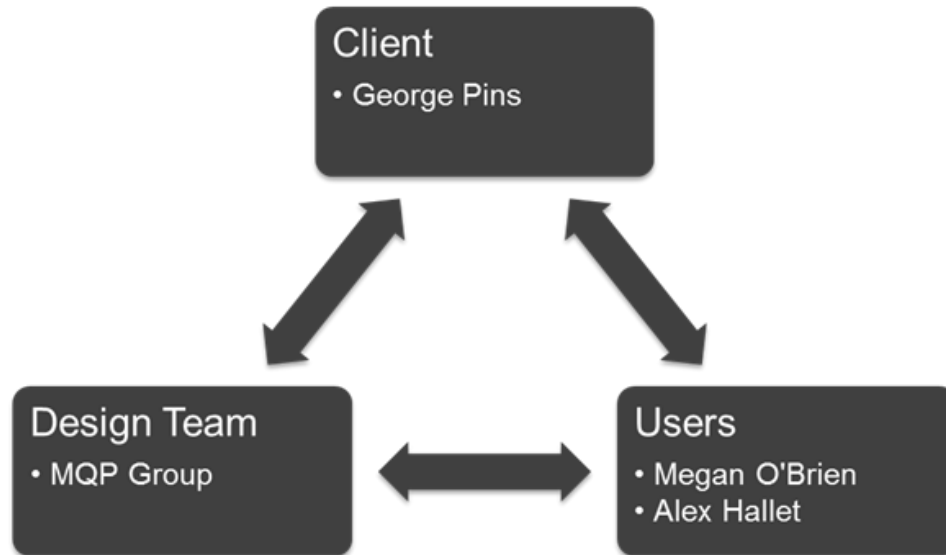 Client
• George Pins
Design Team
• MQP Group
Users
• Megan O'Brien
• Alex Hallet